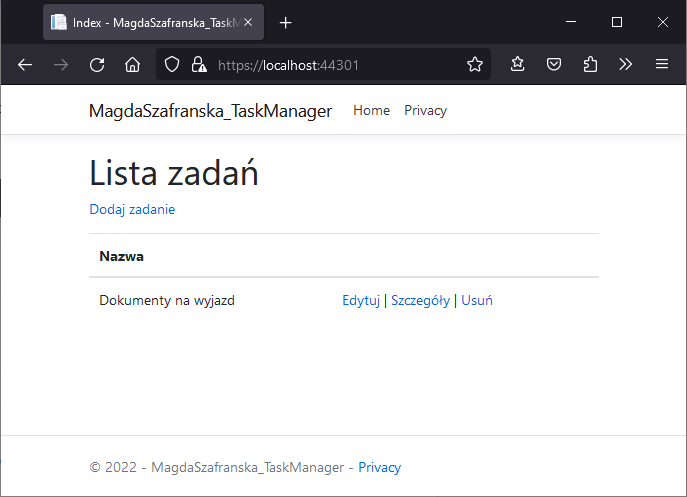 Index - MagdaSzafranska_TaskM
https://localhost:44301
MagdaSzafranska_TaskManager Home Privacy
Lista zadań
Dodaj zadanie
Nazwa
Dokumenty na wyjazd Edytuj | Szczegóły | Usuń
© 2022 - MagdaSzafranska_TaskManager - Privacy